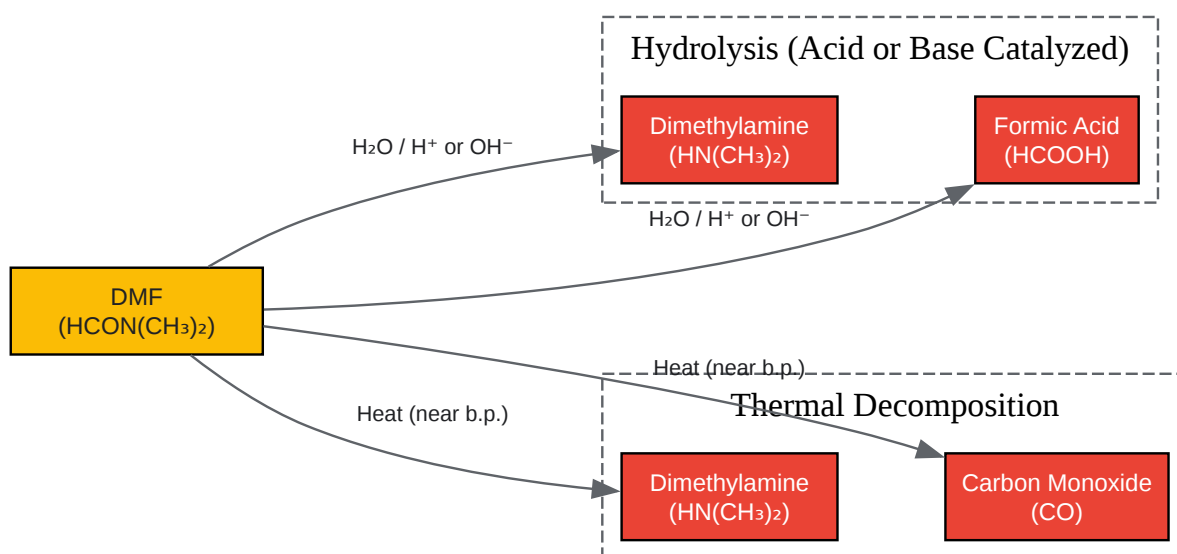 Hydrolysis (Acid or Base Catalyzed)
Dimethylamine
(HN(CH₃)₂)
Formic Acid
(HCOOH)
H₂O / H⁺ or OH⁻
H₂O / H⁺ or OH⁻
DMF
(HCON(CH₃)₂)
Heat (near b.p.)
Heat (near b.p.)
Thermal Decomposition
Dimethylamine
(HN(CH₃)₂)
Carbon Monoxide
(CO)